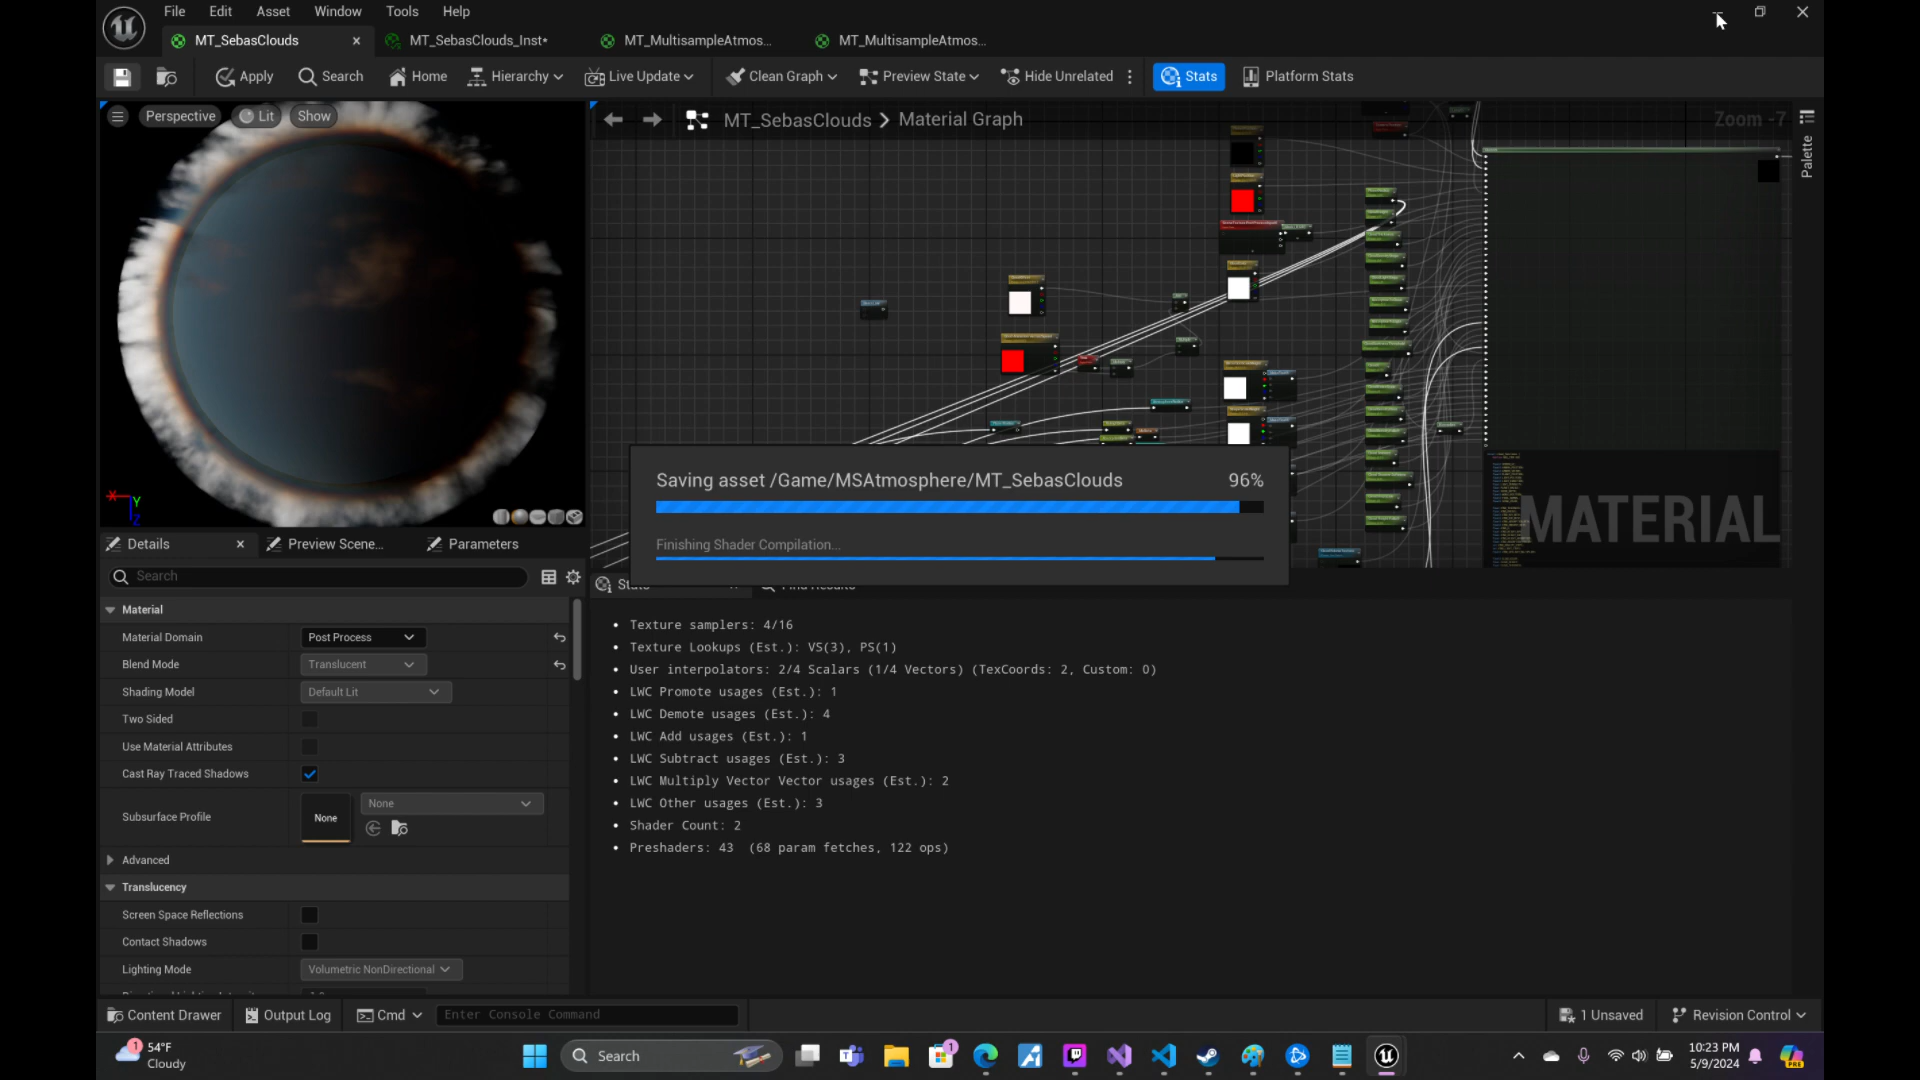 File Edit Asset Window Tools Help
MT_SebasClouds MT_SebasClouds_Inst* MT_MultisampleAtmos... MT_MultisampleAtmos...
Apply Search Home Hierarchy Live Update Clean Graph Preview State Hide Unrelated Stats Platform Stats
Perspective Lit Show
MT_SebasClouds Material Graph
Zoom -7
Palette
MATERIAL
X Y Z
Saving asset /Game/MSAtmosphere/MT_SebasClouds 96%
Finishing Shader Compilation...
Details Preview Scene... Parameters
Search
Material
Material Domain Post Process
Blend Mode Translucent
Shading Model Default Lit
Two Sided
Use Material Attributes
Cast Ray Traced Shadows
Subsurface Profile None None
Advanced
Translucency
Screen Space Reflections
Contact Shadows
Lighting Mode Volumetric NonDirectional
Texture samplers: 4/16
Texture Lookups (Est.): VS(3), PS(1)
User interpolators: 2/4 Scalars (1/4 Vectors) (TexCoords: 2, Custom: 0)
LWC Promote usages (Est.): 1
LWC Demote usages (Est.): 4
LWC Add usages (Est.): 1
LWC Subtract usages (Est.): 3
LWC Multiply Vector Vector usages (Est.): 2
LWC Other usages (Est.): 3
Shader Count: 2
Preshaders: 43 (68 param fetches, 122 ops)
Content Drawer Output Log Cmd Enter Console Command 1 Unsaved Revision Control
1 54°F
Cloudy
Search
1
10:23 PM
5/9/2024
PRE